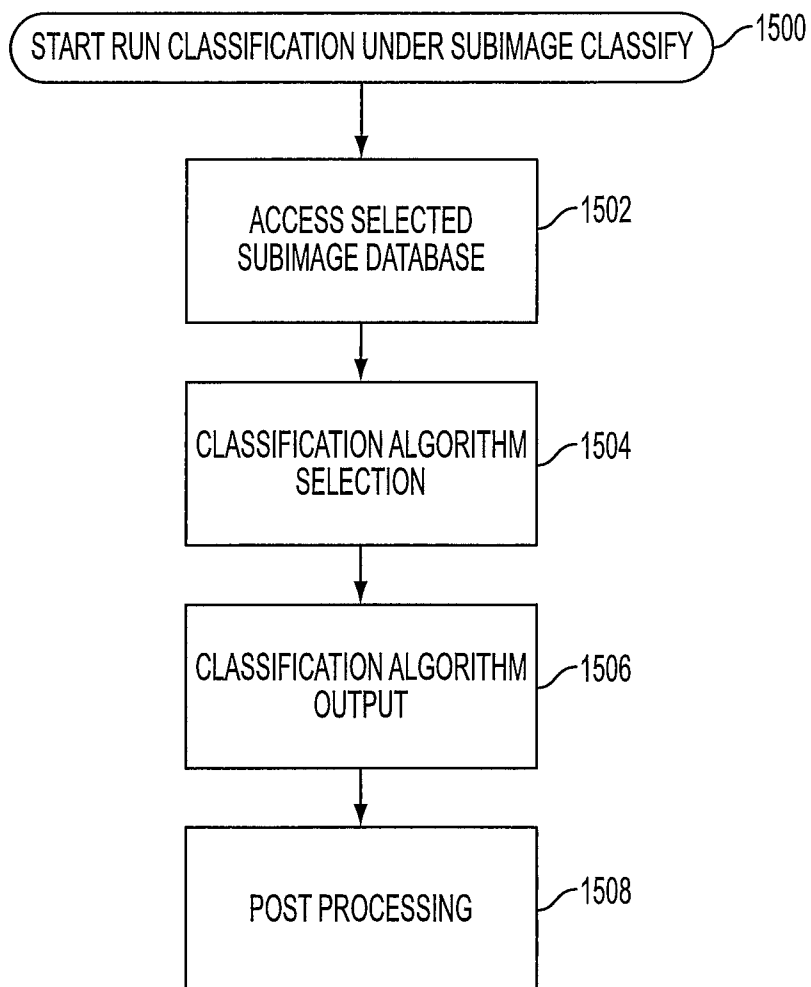 START RUN CLASSIFICATION UNDER SUBIMAGE CLASSIFY
1500
ACCESS SELECTED
SUBIMAGE DATABASE
1502
CLASSIFICATION ALGORITHM
SELECTION
1504
CLASSIFICATION ALGORITHM
OUTPUT
1506
POST PROCESSING
1508